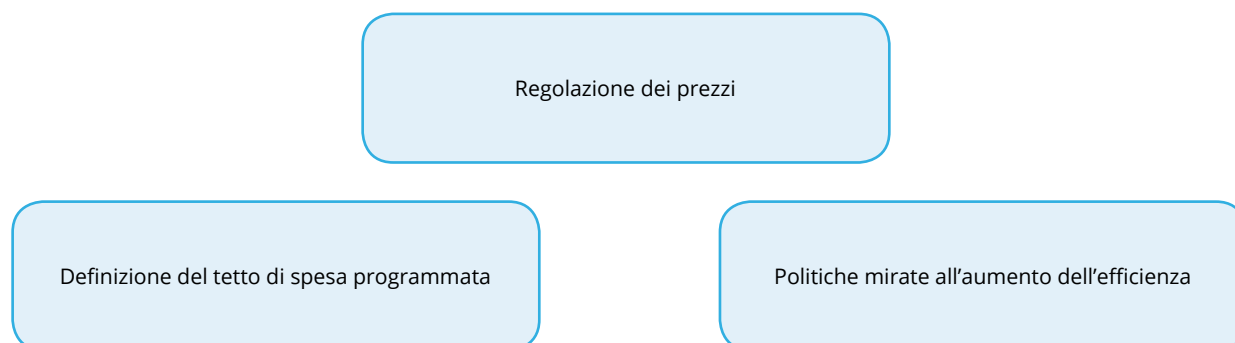 Regolazione dei prezzi
Definizione del tetto di spesa programmata
Politiche mirate all’aumento dell’efficienza